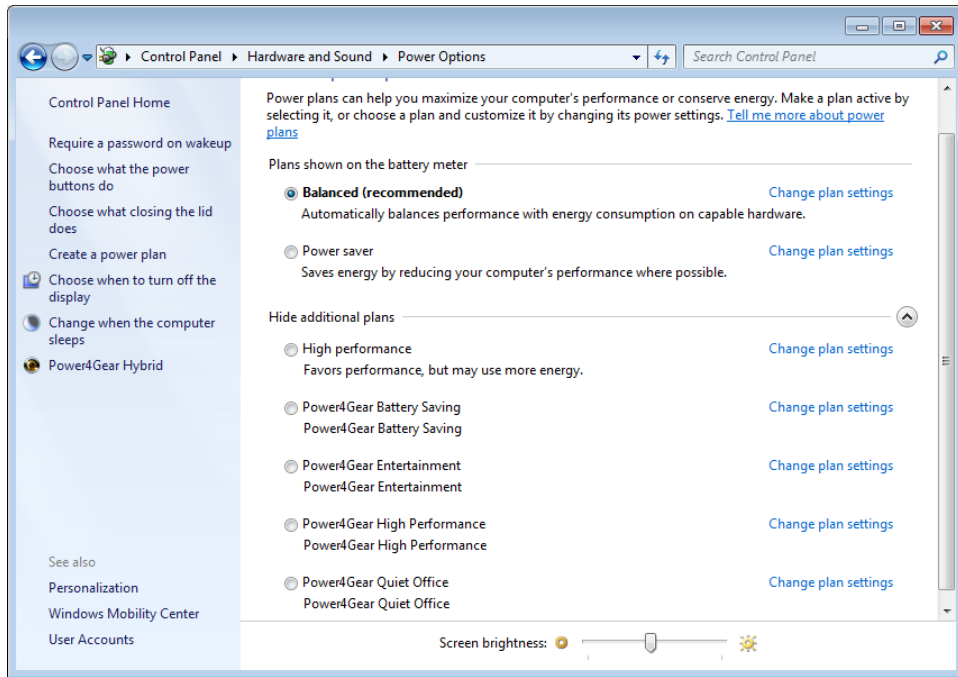 Control Panel ▸ Hardware and Sound ▸ Power Options
Search Control Panel
Control Panel Home
Require a password on wakeup
Choose what the power
buttons do
Choose what closing the lid
does
Create a power plan
Choose when to turn off the
display
Change when the computer
sleeps
Power4Gear Hybrid
See also
Personalization
Windows Mobility Center
User Accounts
Power plans can help you maximize your computer's performance or conserve energy. Make a plan active by
selecting it, or choose a plan and customize it by changing its power settings. Tell me more about power
plans
Plans shown on the battery meter
Balanced (recommended) Change plan settings
Automatically balances performance with energy consumption on capable hardware.
Power saver Change plan settings
Saves energy by reducing your computer's performance where possible.
Hide additional plans
High performance Change plan settings
Favors performance, but may use more energy.
Power4Gear Battery Saving Change plan settings
Power4Gear Battery Saving
Power4Gear Entertainment Change plan settings
Power4Gear Entertainment
Power4Gear High Performance Change plan settings
Power4Gear High Performance
Power4Gear Quiet Office Change plan settings
Power4Gear Quiet Office
Screen brightness: